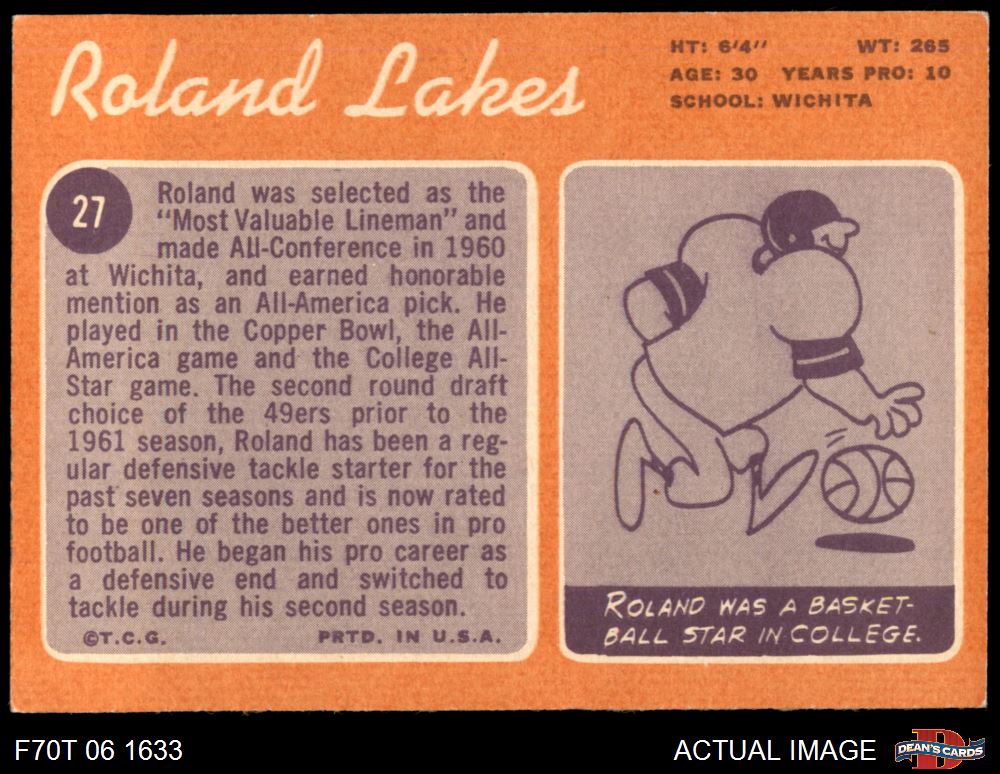 Roland Lakes
HT: 6'4" WT: 265
AGE: 30 YEARS PRO: 10
SCHOOL: WICHITA
27
Roland was selected as the
"Most Valuable Lineman" and
made All-Conference in 1960
at Wichita, and earned honorable
mention as an All-America pick. He
played in the Copper Bowl, the All-
America game and the College All-
Star game. The second round draft
choice of the 49ers prior to the
1961 season, Roland has been a reg-
ular defensive tackle starter for the
past seven seasons and is now rated
to be one of the better ones in pro
football. He began his pro career as
a defensive end and switched to
tackle during his second season.
©T.C.G. PRTD. IN U.S.A.
ROLAND WAS A BASKET-
BALL STAR IN COLLEGE.
F70T 06 1633
ACTUAL IMAGE
D
DEAN'S CARDS